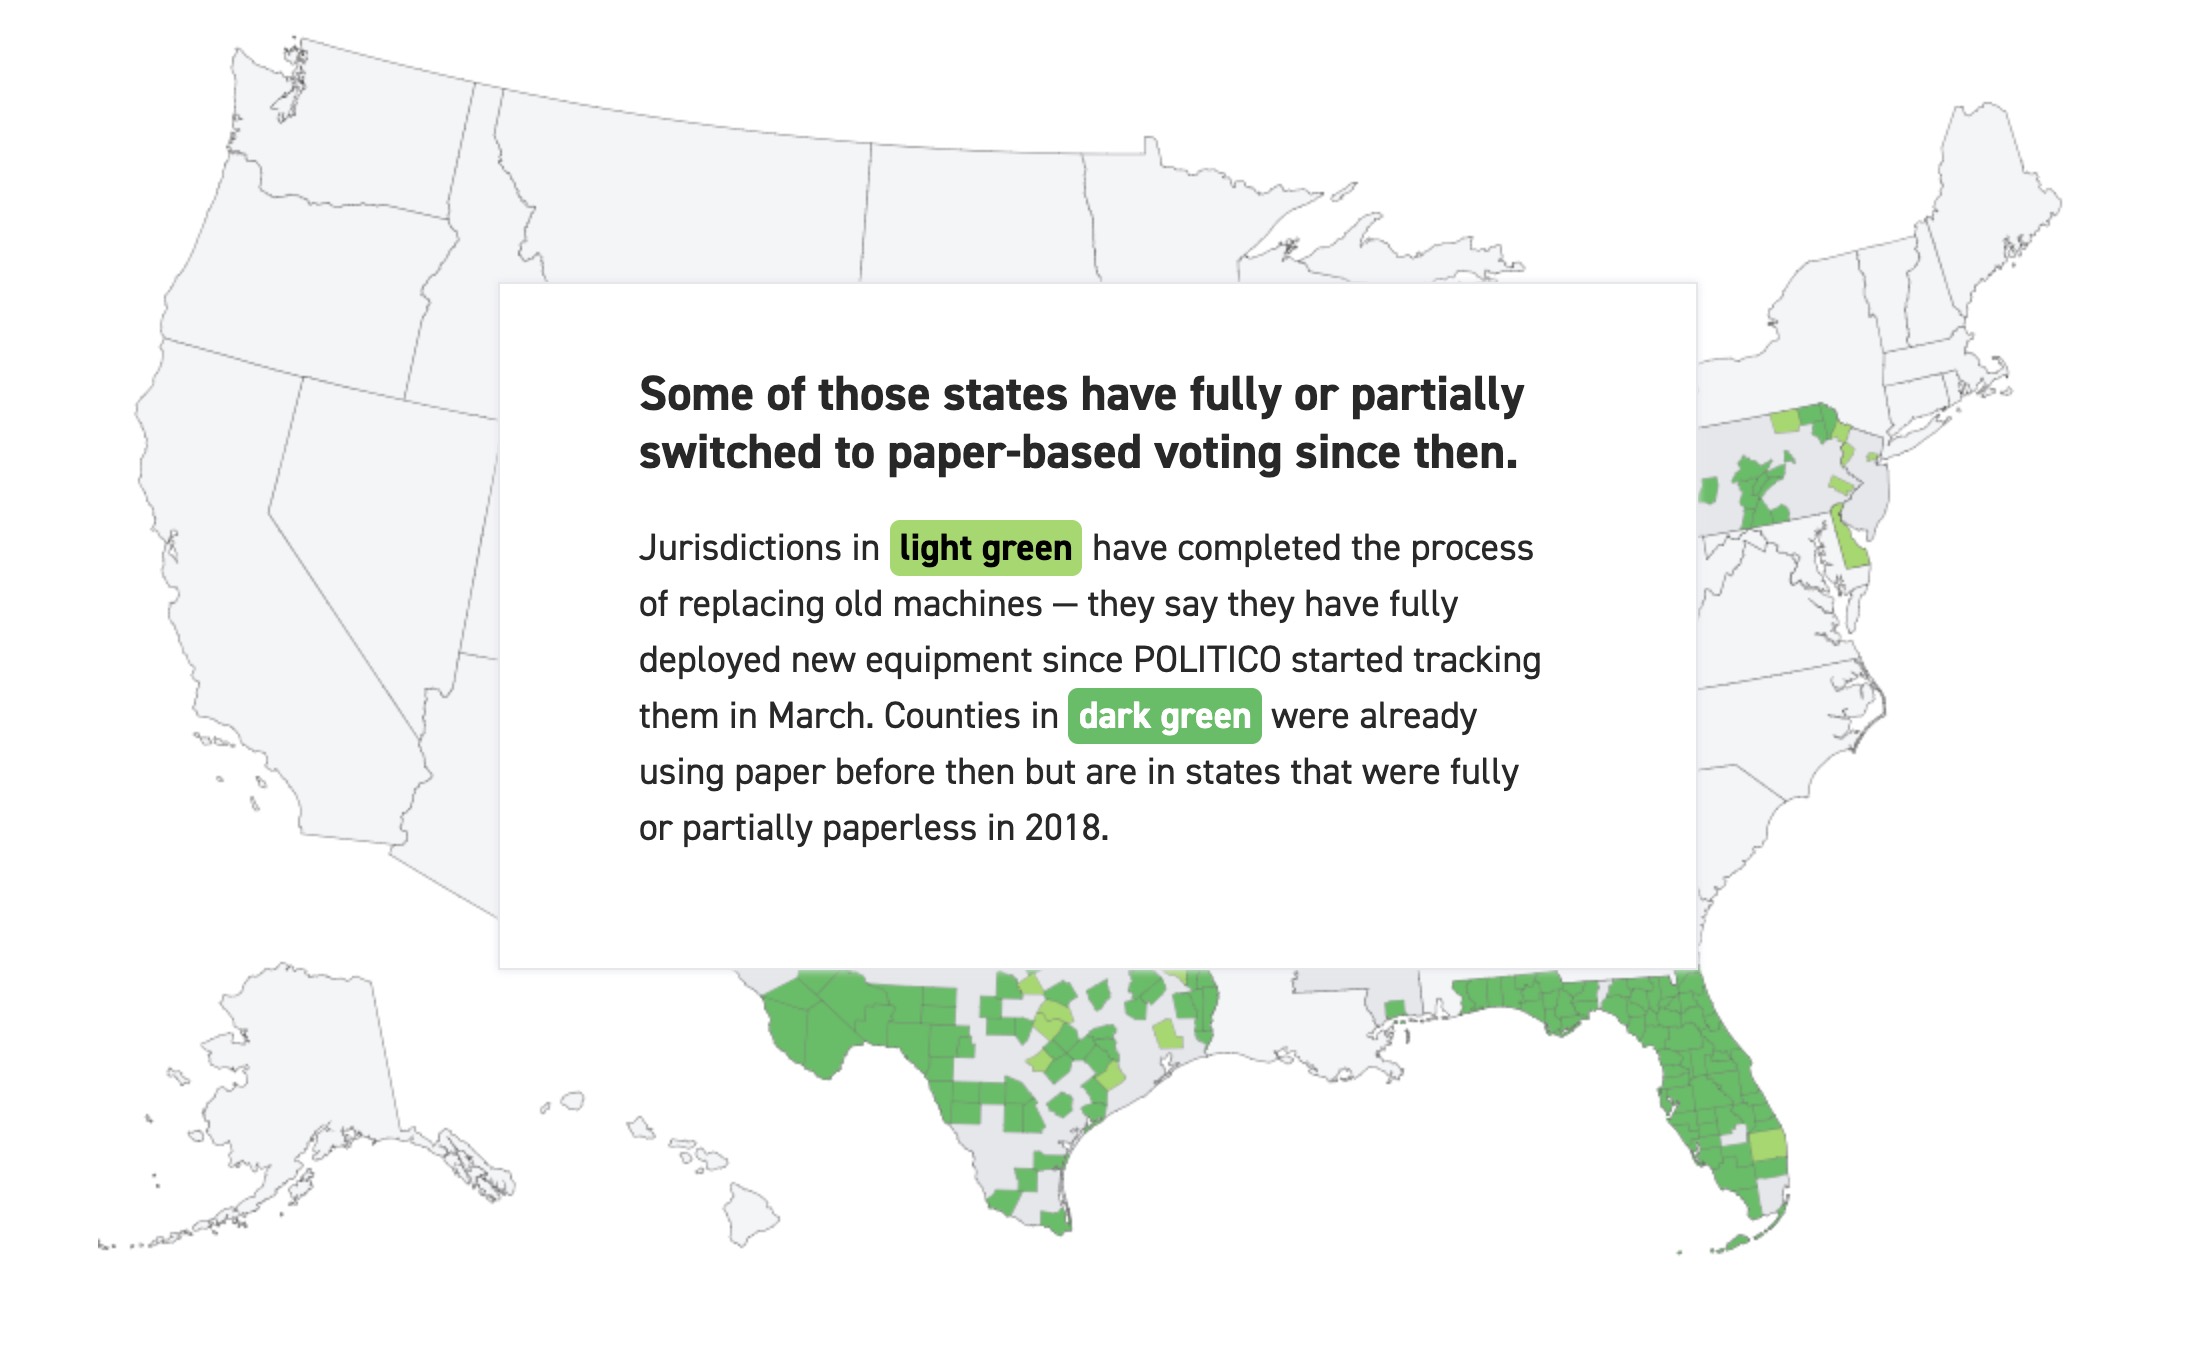 Some of those states have fully or partially
switched to paper-based voting since then.
Jurisdictions in light green have completed the process
of replacing old machines — they say they have fully
deployed new equipment since POLITICO started tracking
them in March. Counties in dark green were already
using paper before then but are in states that were fully
or partially paperless in 2018.